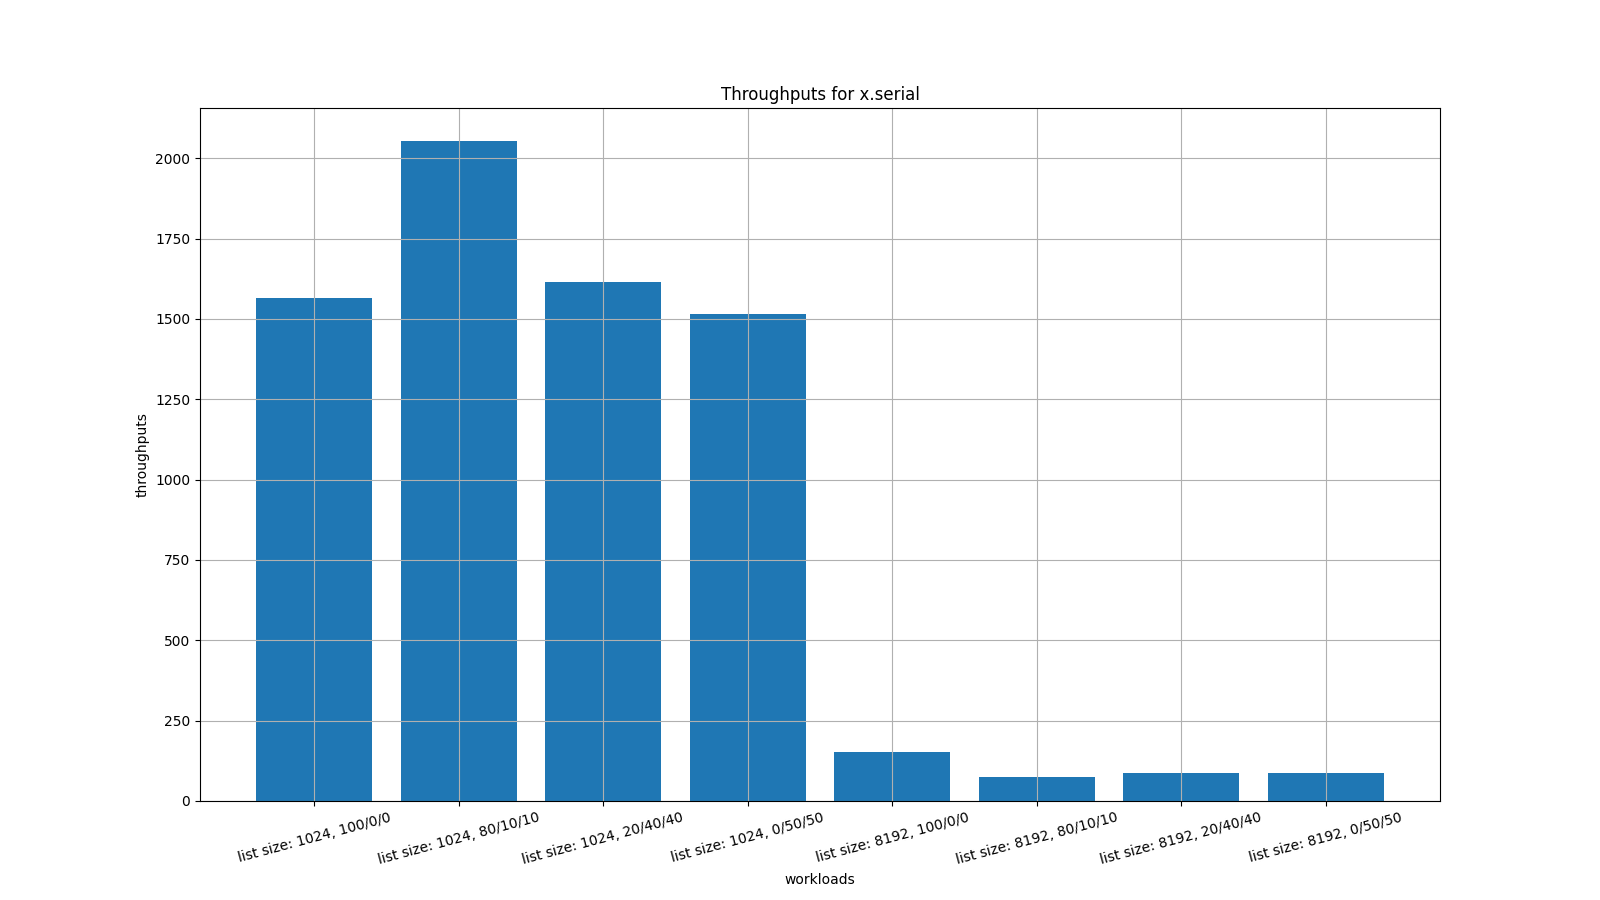 Throughputs for x.serial
throughputs
2000
1750
1500
1250
1000
750
500
250
0
list size: 1024, 100/0/0
list size: 1024, 80/10/10
list size: 1024, 20/40/40
list size: 1024, 0/50/50
list size: 8192, 100/0/0
list size: 8192, 80/10/10
list size: 8192, 20/40/40
list size: 8192, 0/50/50
workloads